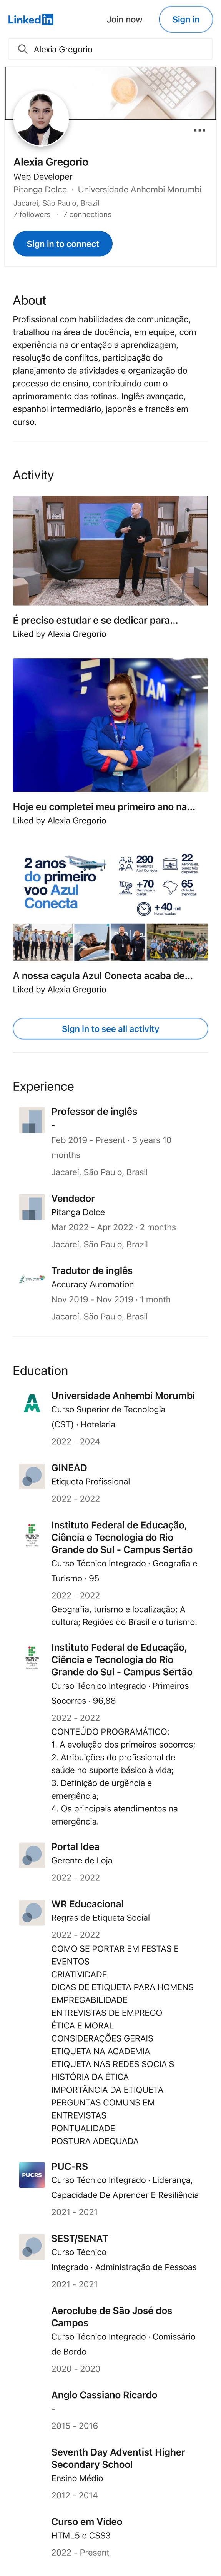 LinkedIn
Join now
Sign in
Alexia Gregorio
Alexia Gregorio
Web Developer
Pitanga Dolce · Universidade Anhembi Morumbi
Jacareí, São Paulo, Brazil
7 followers · 7 connections
Sign in to connect
About
Profissional com habilidades de comunicação,
trabalhou na área de docência, em equipe, com
experiência na orientação a aprendizagem,
resolução de conflitos, participação do
planejamento de atividades e organização do
processo de ensino, contribuindo com o
aprimoramento das rotinas. Inglês avançado,
espanhol intermediário, japonês e francês em
curso.
Activity
É preciso estudar e se dedicar para...
Liked by Alexia Gregorio
ATAM
Hoje eu completei meu primeiro ano na...
Liked by Alexia Gregorio
2 anos
do primeiro
voo Azul
Conecta
290
22
+70
65
+40 mil
A nossa caçula Azul Conecta acaba de...
Liked by Alexia Gregorio
Sign in to see all activity
Experience
Professor de inglês
-
Feb 2019 - Present · 3 years 10
months
Jacareí, São Paulo, Brasil
Vendedor
Pitanga Dolce
Mar 2022 - Apr 2022 · 2 months
Jacareí, São Paulo, Brazil
Tradutor de inglês
Accuracy Automation
Nov 2019 - Nov 2019 · 1 month
Jacareí, São Paulo, Brasil
Education
Universidade Anhembi Morumbi
Curso Superior de Tecnologia
(CST) · Hotelaria
2022 - 2024
GINEAD
Etiqueta Profissional
2022 - 2022
Instituto Federal de Educação,
Ciência e Tecnologia do Rio
Grande do Sul - Campus Sertão
Curso Técnico Integrado · Geografia e
Turismo · 95
2022 - 2022
Geografia, turismo e localização; A
cultura; Regiões do Brasil e o turismo.
Instituto Federal de Educação,
Ciência e Tecnologia do Rio
Grande do Sul - Campus Sertão
Curso Técnico Integrado · Primeiros
Socorros · 96,88
2022 - 2022
CONTEÚDO PROGRAMÁTICO:
1. A evolução dos primeiros socorros;
2. Atribuições do profissional de
saúde no suporte básico à vida;
3. Definição de urgência e
emergência;
4. Os principais atendimentos na
emergência.
Portal Idea
Gerente de Loja
2022 - 2022
WR Educacional
Regras de Etiqueta Social
2022 - 2022
COMO SE PORTAR EM FESTAS E
EVENTOS
CRIATIVIDADE
DICAS DE ETIQUETA PARA HOMENS
EMPREGABILIDADE
ENTREVISTAS DE EMPREGO
ÉTICA E MORAL
CONSIDERAÇÕES GERAIS
ETIQUETA NA ACADEMIA
ETIQUETA NAS REDES SOCIAIS
HISTÓRIA DA ÉTICA
IMPORTÂNCIA DA ETIQUETA
PERGUNTAS COMUNS EM
ENTREVISTAS
PONTUALIDADE
POSTURA ADEQUADA
PUCRS
PUC-RS
Curso Técnico Integrado · Liderança,
Capacidade De Aprender E Resiliência
2021 - 2021
SEST/SENAT
Curso Técnico
Integrado · Administração de Pessoas
2021 - 2021
Aeroclube de São José dos
Campos
Curso Técnico Integrado · Comissário
de Bordo
2020 - 2020
Anglo Cassiano Ricardo
-
2015 - 2016
Seventh Day Adventist Higher
Secondary School
Ensino Médio
2012 - 2014
Curso em Vídeo
HTML5 e CSS3
2022 - Present